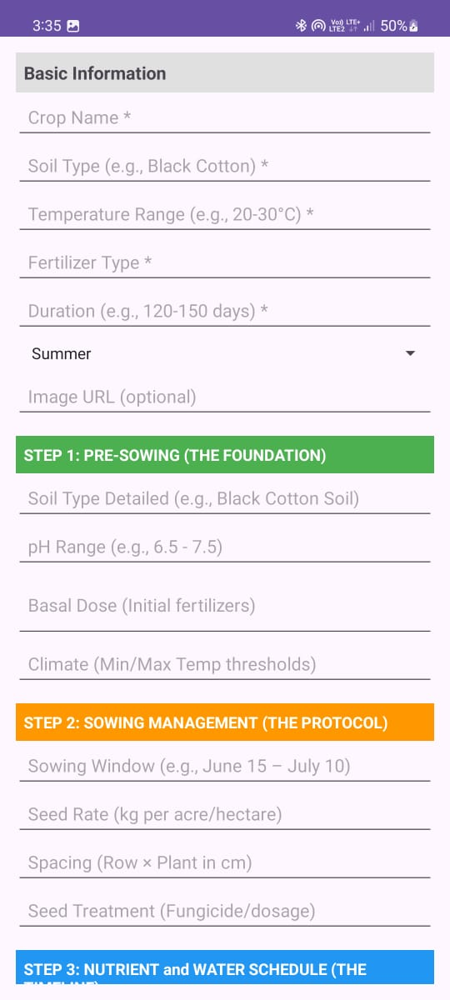 3:35
Vo) LTE+
LTE2
50%
Basic Information
Crop Name *
Soil Type (e.g., Black Cotton) *
Temperature Range (e.g., 20-30°C) *
Fertilizer Type *
Duration (e.g., 120-150 days) *
Summer
Image URL (optional)
STEP 1: PRE-SOWING (THE FOUNDATION)
Soil Type Detailed (e.g., Black Cotton Soil)
pH Range (e.g., 6.5 - 7.5)
Basal Dose (Initial fertilizers)
Climate (Min/Max Temp thresholds)
STEP 2: SOWING MANAGEMENT (THE PROTOCOL)
Sowing Window (e.g., June 15 – July 10)
Seed Rate (kg per acre/hectare)
Spacing (Row × Plant in cm)
Seed Treatment (Fungicide/dosage)
STEP 3: NUTRIENT and WATER SCHEDULE (THE
TIMELINE)